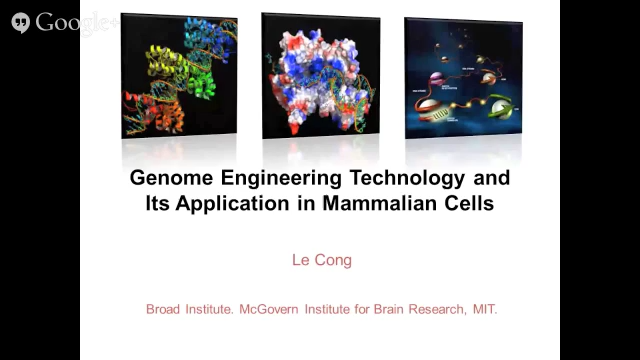 Google+
Genome Engineering Technology and
Its Application in Mammalian Cells
Le Cong
Broad Institute. McGovern Institute for Brain Research, MIT.